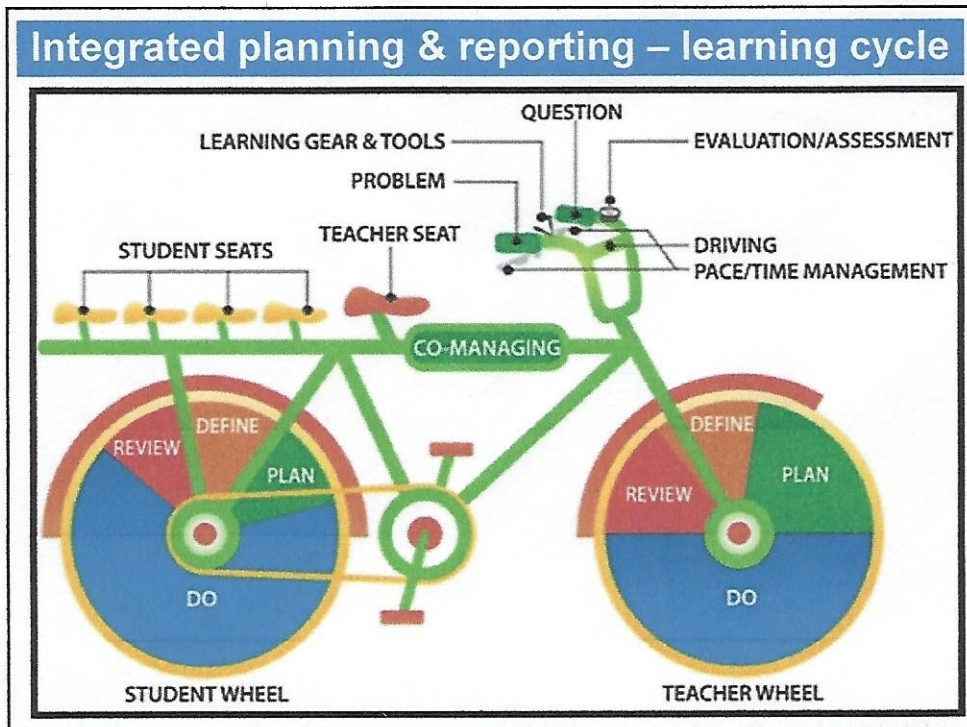 Integrated planning & reporting – learning cycle
QUESTION
LEARNING GEAR & TOOLS
EVALUATION/ASSESSMENT
PROBLEM
TEACHER SEAT
STUDENT SEATS
DRIVING
PACE/TIME MANAGEMENT
CO-MANAGING
REVIEW
DEFINE
PLAN
DO
STUDENT WHEEL
REVIEW
DEFINE
PLAN
DO
TEACHER WHEEL